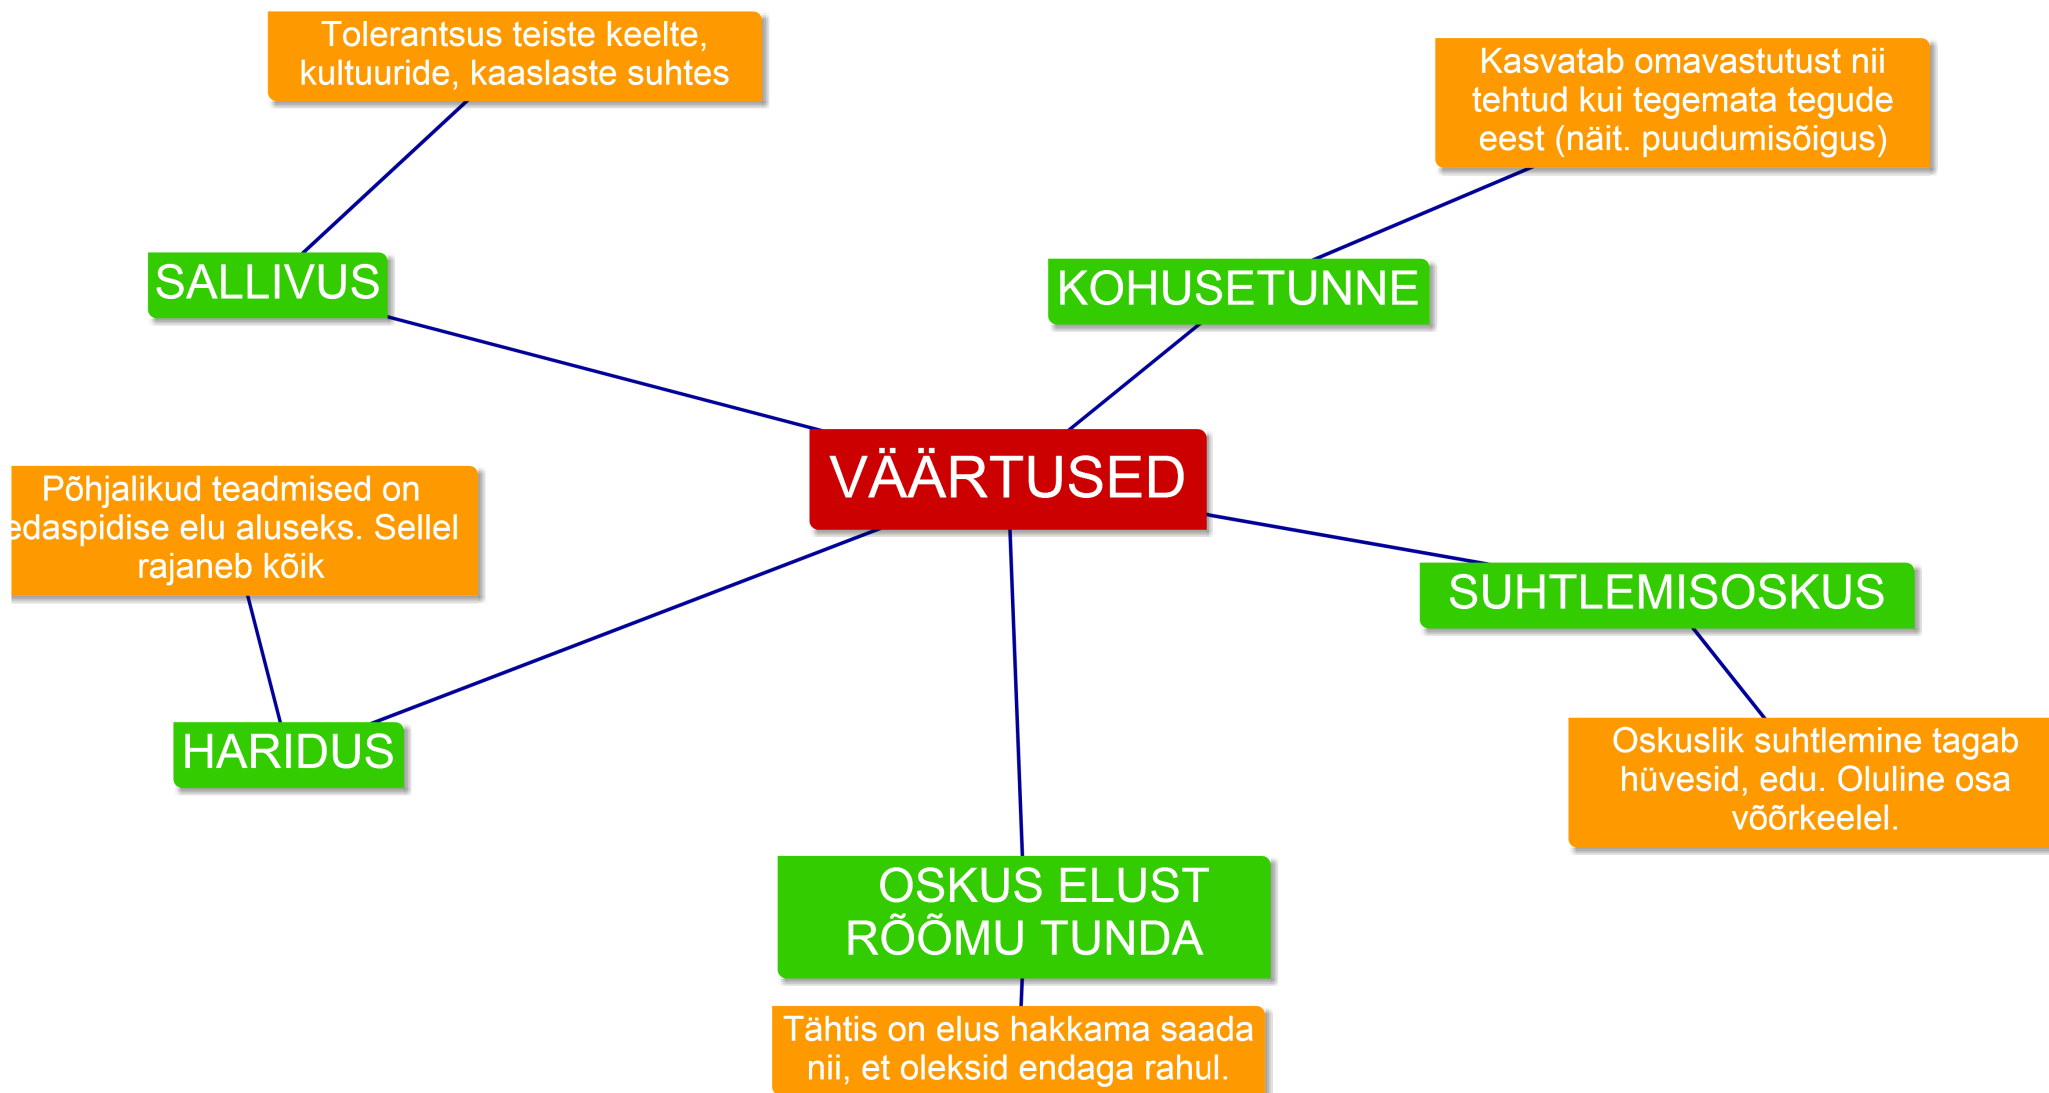 Tolerantsus teiste keelte,
kultuuride, kaaslaste suhtes
Kasvatab omavastutust nii
tehtud kui tegemata tegude
eest (näit. puudumisõigus)
SALLIVUS
KOHUSETUNNE
VÄÄRTUSED
Põhjalikud teadmised on
edaspidise elu aluseks. Sellel
rajaneb kõik
SUHTLEMISOSKUS
HARIDUS
Oskuslik suhtlemine tagab
hüvesid, edu. Oluline osa
võõrkeelel.
OSKUS ELUST
RÕÕMU TUNDA
Tähtis on elus hakkama saada
nii, et oleksid endaga rahul.